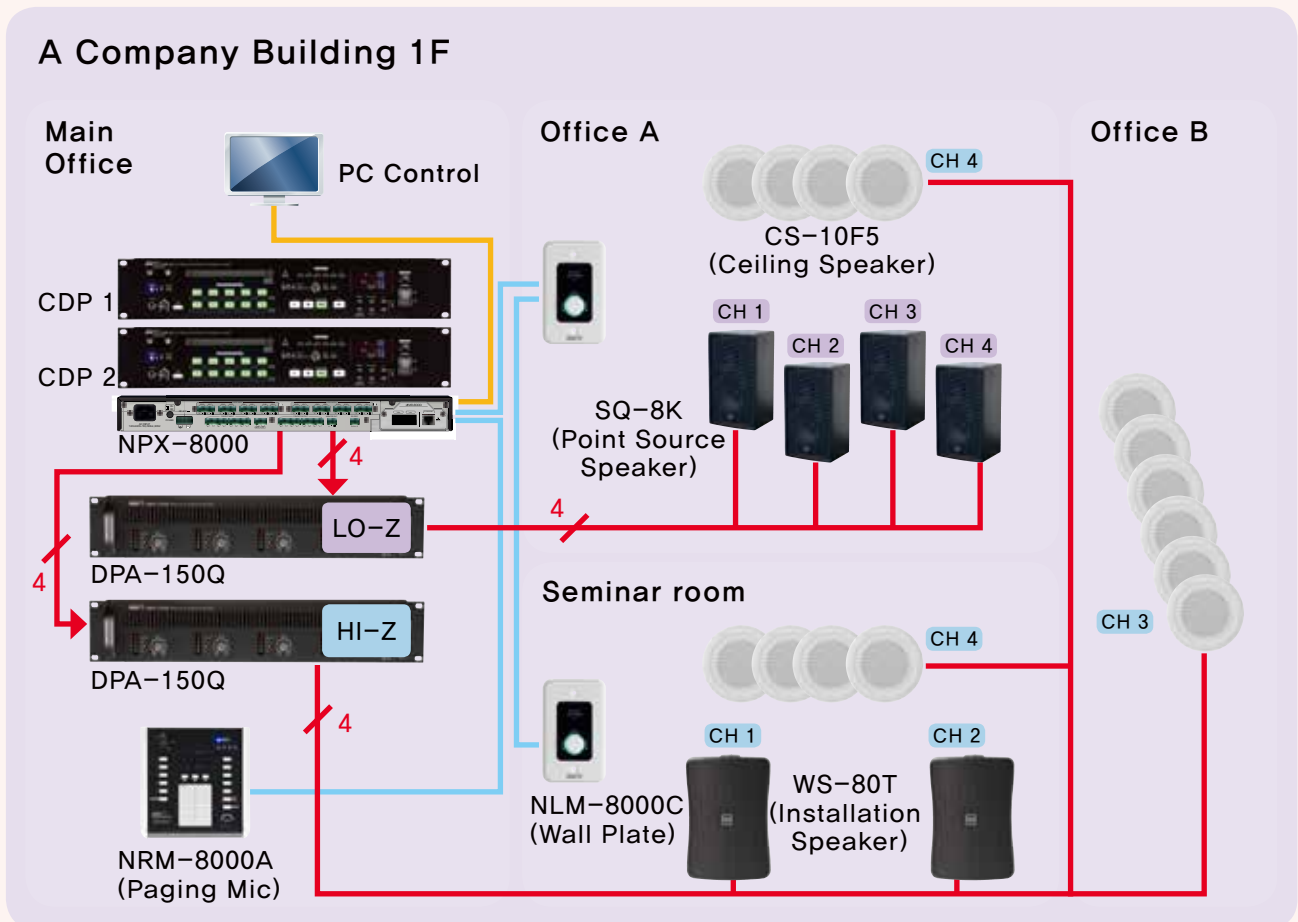 A Company Building 1F
Main
Office
PC Control
CDP 1
CDP 2
NPX-8000
4
4
LO-Z
DPA-150Q
HI-Z
DPA-150Q
4
NRM-8000A
(Paging Mic)
Office A
CH 4
CS-10F5
(Ceiling Speaker)
CH 1
CH 2
CH 3
CH 4
SQ-8K
(Point Source
Speaker)
4
Seminar room
CH 4
CH 1
CH 2
NLM-8000C
(Wall Plate)
WS-80T
(Installation
Speaker)
Office B
CH 3